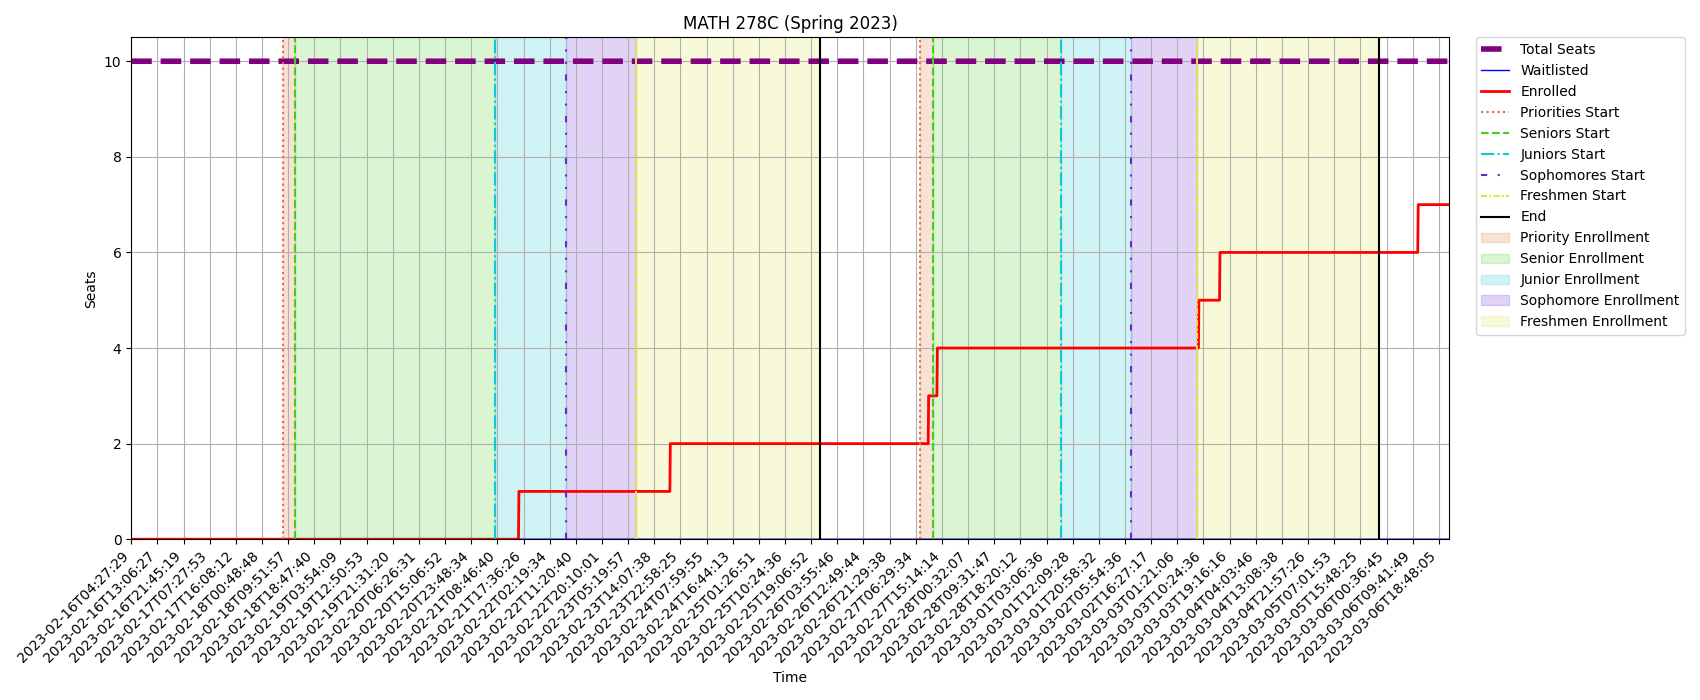 MATH 278C (Spring 2023)
10
8
6
4
2
0
Seats
Total Seats
Waitlisted
Enrolled
Priorities Start
Seniors Start
Juniors Start
Sophomores Start
Freshmen Start
End
Priority Enrollment
Senior Enrollment
Junior Enrollment
Sophomore Enrollment
Freshmen Enrollment
2023-02-16T04:27:29
2023-02-16T13:06:27
2023-02-16T21:45:19
2023-02-17T07:27:53
2023-02-17T16:08:12
2023-02-18T00:48:48
2023-02-18T09:51:57
2023-02-18T18:47:40
2023-02-19T03:54:09
2023-02-19T12:50:53
2023-02-19T21:31:20
2023-02-20T06:26:31
2023-02-20T15:06:52
2023-02-20T23:48:34
2023-02-21T08:46:40
2023-02-21T17:36:26
2023-02-22T02:19:34
2023-02-22T11:20:40
2023-02-22T20:10:01
2023-02-23T05:19:57
2023-02-23T14:07:38
2023-02-23T22:58:25
2023-02-24T07:59:55
2023-02-24T16:44:13
2023-02-25T01:26:51
2023-02-25T10:24:36
2023-02-25T19:06:52
2023-02-26T03:55:46
2023-02-26T12:49:44
2023-02-26T21:29:38
2023-02-27T06:29:34
2023-02-27T15:14:14
2023-02-28T00:32:07
2023-02-28T09:31:47
2023-02-28T18:20:12
2023-03-01T03:06:36
2023-03-01T12:09:28
2023-03-01T20:58:32
2023-03-02T05:54:36
2023-03-02T16:27:17
2023-03-03T01:21:06
2023-03-03T10:24:36
2023-03-03T19:16:16
2023-03-04T04:03:46
2023-03-04T13:08:38
2023-03-04T21:57:26
2023-03-05T07:01:53
2023-03-05T15:48:25
2023-03-06T00:36:45
2023-03-06T09:41:49
2023-03-06T18:48:05
Time